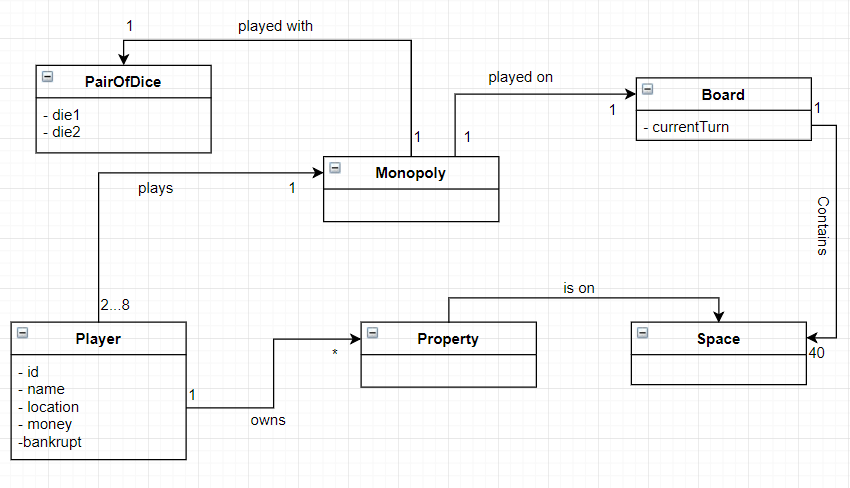 1
played with
PairOfDice
- die1
- die2
played on
Board
1
1
- currentTurn
1
1
Monopoly
plays
1
Contains
2...8
is on
Player
Property
Space
*
40
- id
- name
- location
- money
-bankrupt
1
owns